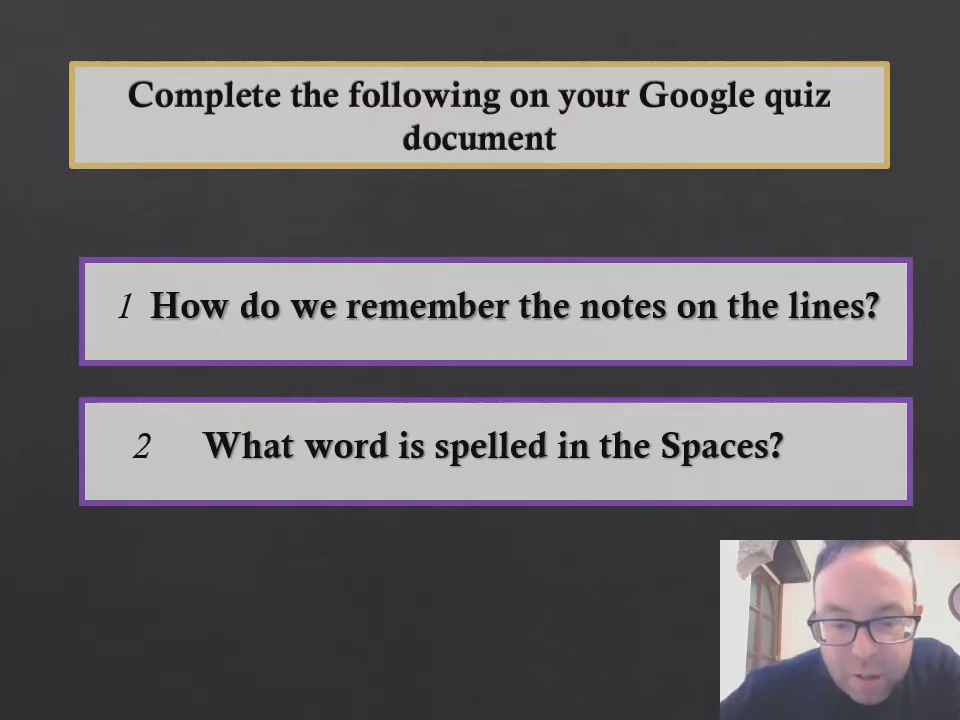 Complete the following on your Google quiz
document
1 How do we remember the notes on the lines?
2 What word is spelled in the Spaces?